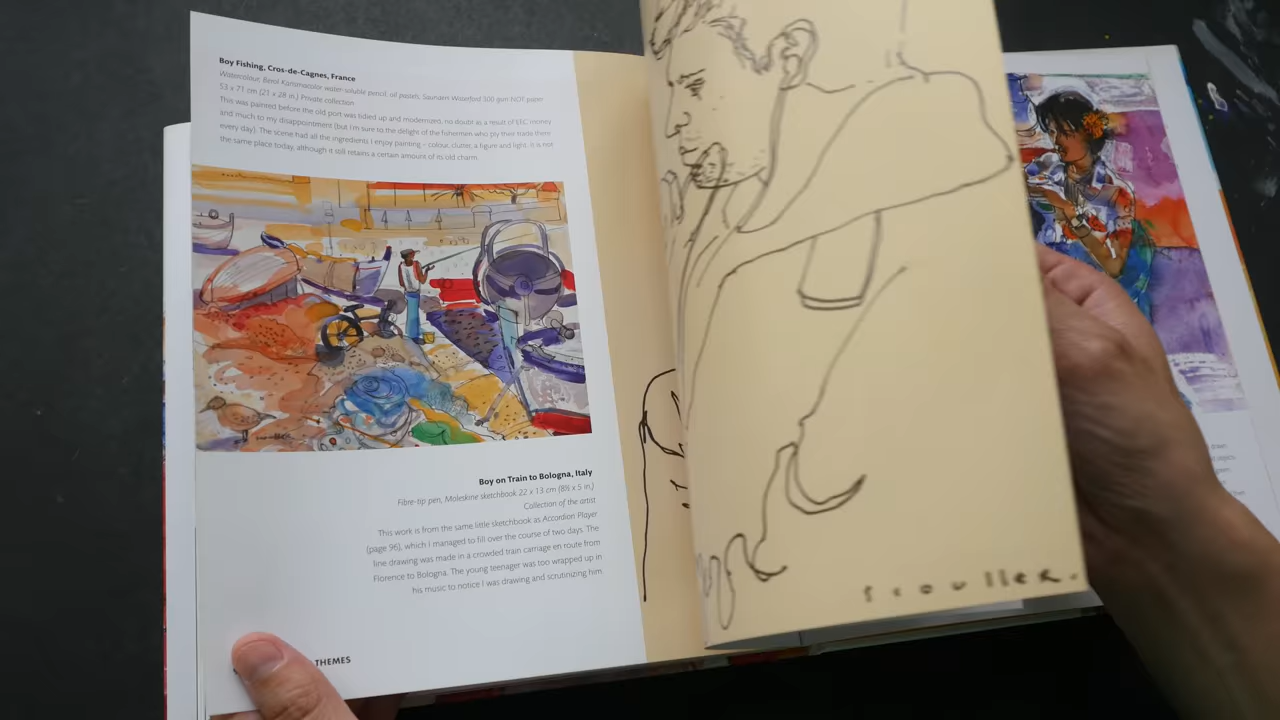 Boy Fishing, Cros-de-Cagnes, France
Watercolour, Berol Karismacolor water-soluble pencil, oil pastels, Saunders Waterford 300 gsm NOT paper
53 x 71 cm (21 x 28 in.) Private collection
This was painted before the old port was tidied up and modernized, no doubt as a result of EEC money
and much to my disappointment (but I'm sure to the delight of the fishermen who ply their trade there
every day). The scene had all the ingredients I enjoy painting – colour, clutter, a figure and light. It is not
the same place today, although it still retains a certain amount of its old charm.
Boy on Train to Bologna, Italy
Fibre-tip pen, Moleskine sketchbook 22 x 13 cm (8½ x 5 in.)
Collection of the artist
This work is from the same little sketchbook as Accordion Player
(page 96), which I managed to fill over the course of two days. The
line drawing was made in a crowded train carriage en route from
Florence to Bologna. The young teenager was too wrapped up in
his music to notice I was drawing and scrutinizing him.
THEMES
scouller.